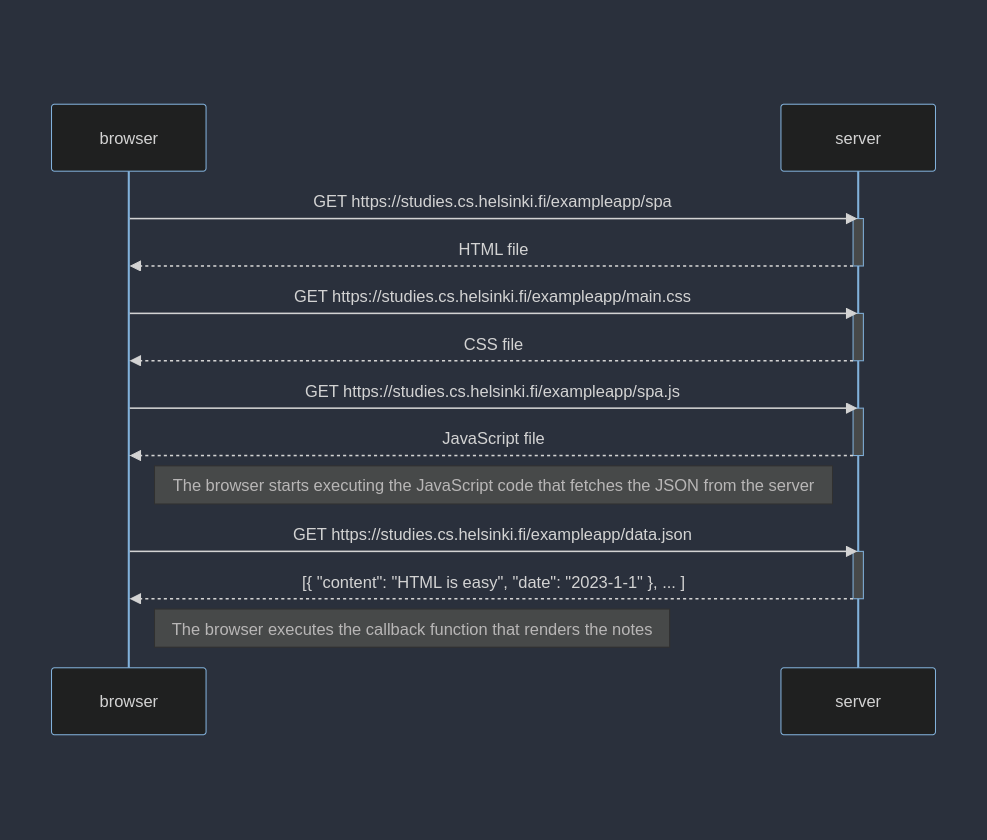 browser
server
GET https://studies.cs.helsinki.fi/exampleapp/spa
HTML file
GET https://studies.cs.helsinki.fi/exampleapp/main.css
CSS file
GET https://studies.cs.helsinki.fi/exampleapp/spa.js
JavaScript file
The browser starts executing the JavaScript code that fetches the JSON from the server
GET https://studies.cs.helsinki.fi/exampleapp/data.json
[{ "content": "HTML is easy", "date": "2023-1-1" }, ... ]
The browser executes the callback function that renders the notes
browser
server